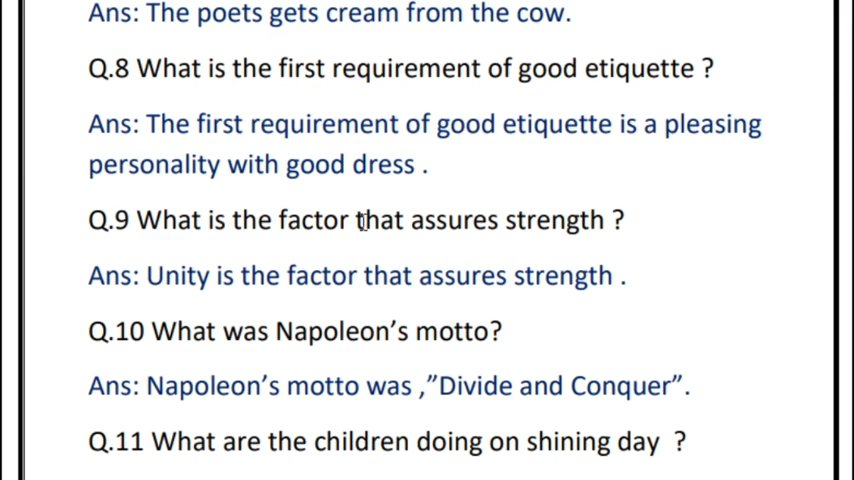 Ans: The poets gets cream from the cow.
Q.8 What is the first requirement of good etiquette ?
Ans: The first requirement of good etiquette is a pleasing
personality with good dress .
Q.9 What is the factor that assures strength ?
Ans: Unity is the factor that assures strength .
Q.10 What was Napoleon’s motto?
Ans: Napoleon’s motto was ,”Divide and Conquer”.
Q.11 What are the children doing on shining day  ?